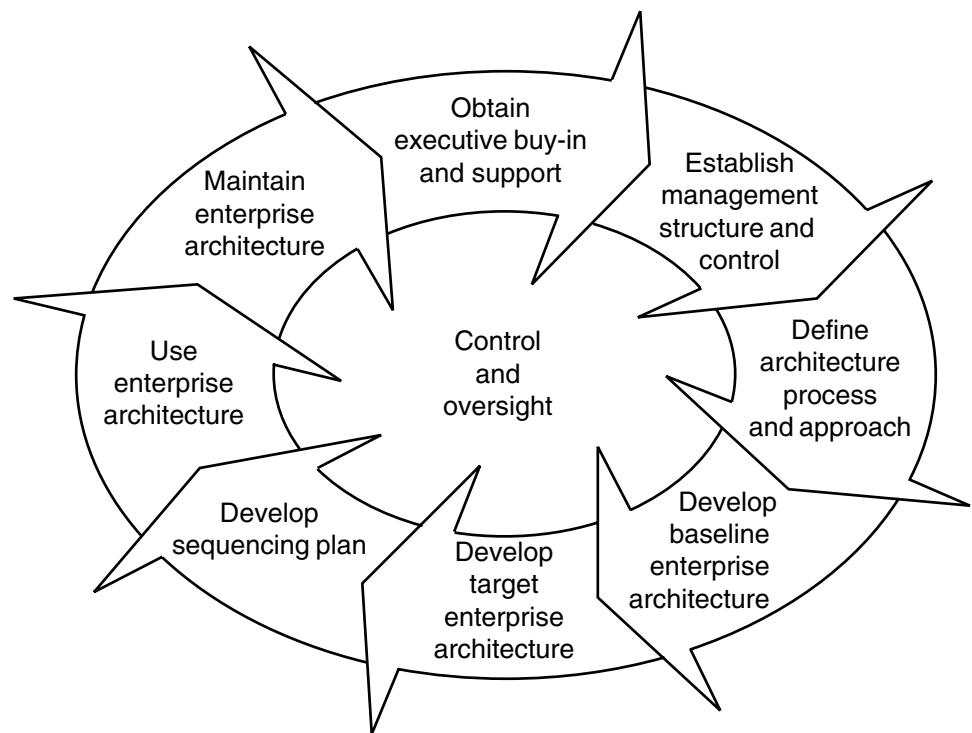 Obtain
executive buy-in
and support
Establish
management
structure and
control
Define
architecture
process
and approach
Develop
baseline
enterprise
architecture
Develop
target
enterprise
architecture
Develop
sequencing plan
Use
enterprise
architecture
Maintain
enterprise
architecture
Control
and
oversight